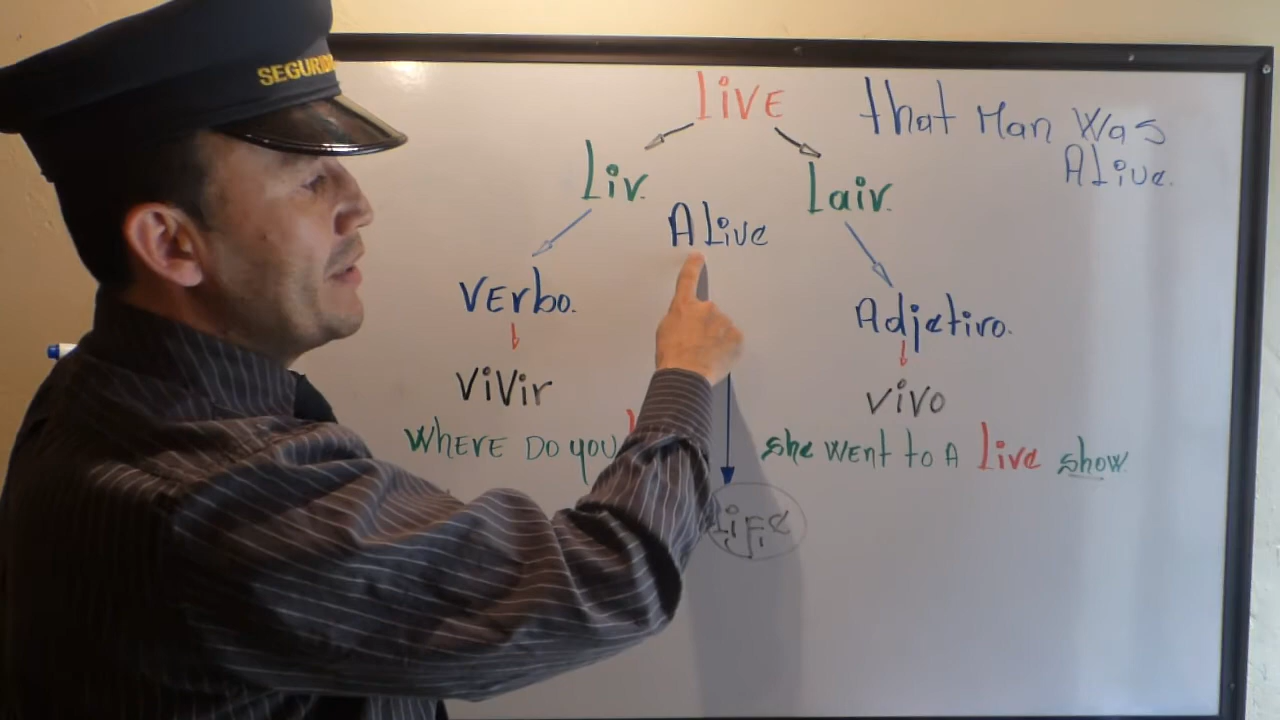 SEGURID
LiVE
that Man Was
Alive.
Liv.
Laiv.
ALive
VErbo.
Adjetivo.
ViVir
ViVo
WHERE DO you
she WENT to A Live show
LiFe